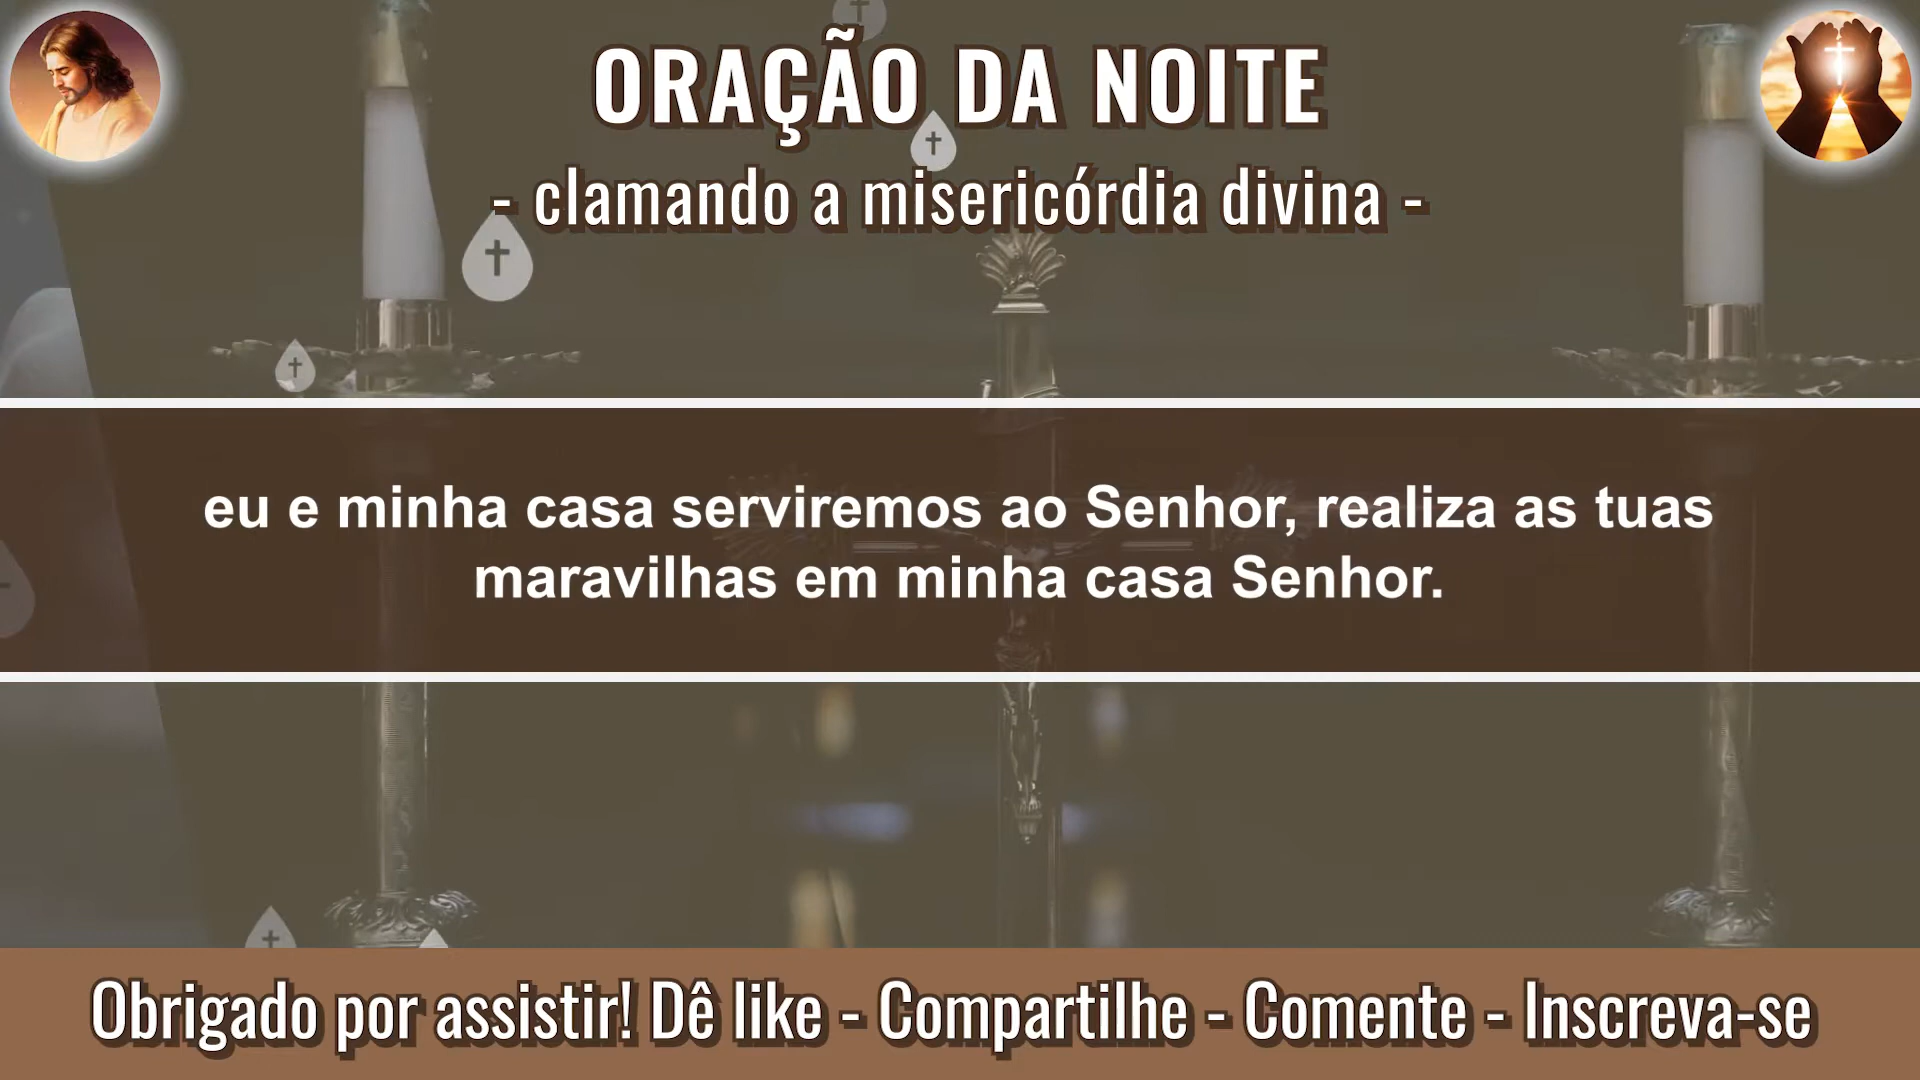 ORAÇÃO DA NOITE
- clamando a misericórdia divina -
eu e minha casa serviremos ao Senhor, realiza as tuas
maravilhas em minha casa Senhor.
Obrigado por assistir! Dê like - Compartilhe - Comente - Inscreva-se